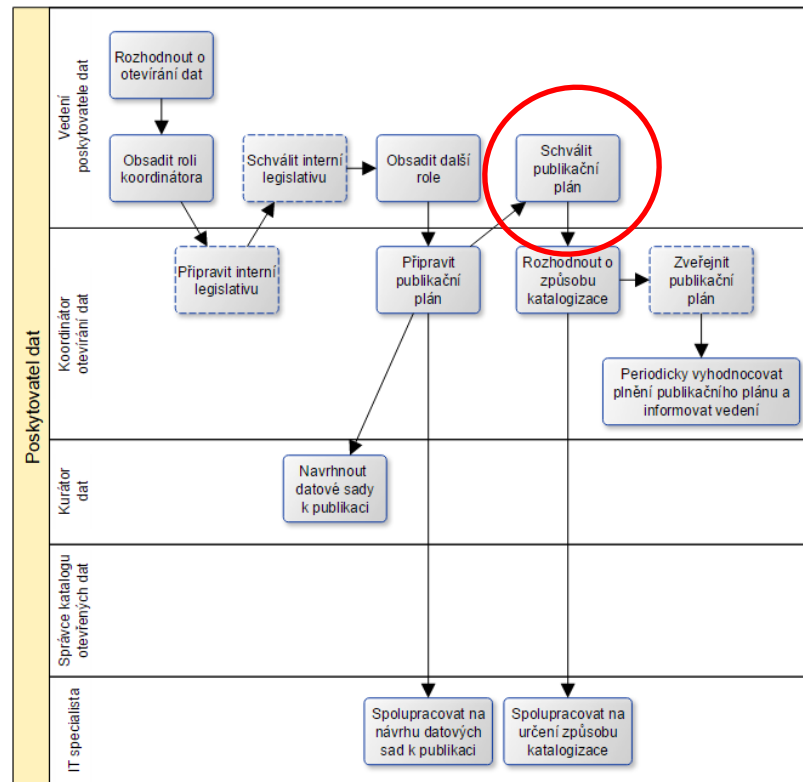 Poskytovatel dat
Vedení
poskytovatele dat
Rozhodnout o
otevírání dat
Obsadit roli
koordinátora
Schválit interní
legislativu
Obsadit další
role
Schválit
publikační
plán
Koordinátor
otevírání dat
Připravit interní
legislativu
Připravit
publikační
plán
Rozhodnout o
způsobu
katalogizace
Zveřejnit
publikační
plán
Periodicky vyhodnocovat
plnění publikačního plánu a
informovat vedení
Kurátor
dat
Navrhnout
datové sady
k publikaci
Správce katalogu
otevřených dat
IT specialista
Spolupracovat na
návrhu datových
sad k publikaci
Spolupracovat na
určení způsobu
katalogizace